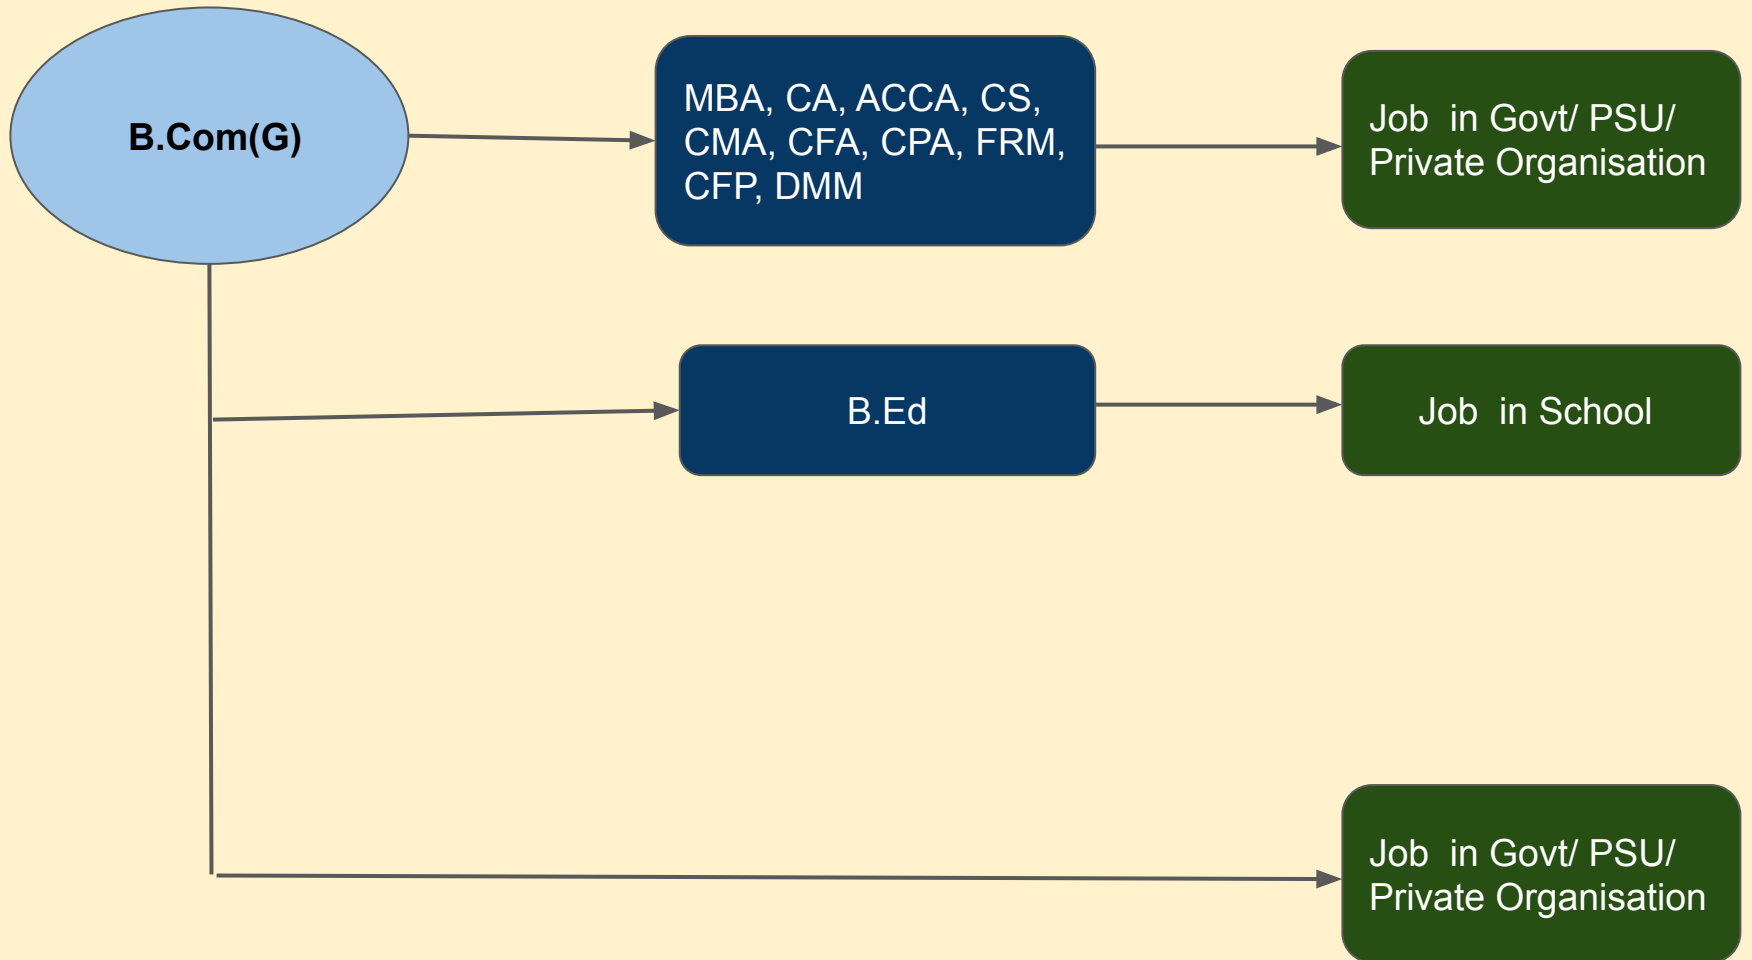 B.Com(G)
MBA, CA, ACCA, CS,
CMA, CFA, CPA, FRM,
CFP, DMM
Job  in Govt/ PSU/
Private Organisation
B.Ed
Job  in School
Job  in Govt/ PSU/
Private Organisation